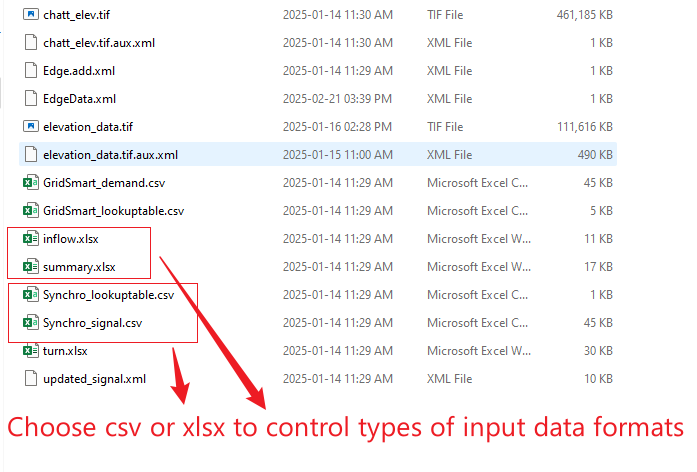 chatt_elev.tif 2025-01-14 11:30 AM TIF File 461,185 KB
chatt_elev.tif.aux.xml 2025-01-14 11:30 AM XML File 1 KB
Edge.add.xml 2025-01-14 11:29 AM XML File 1 KB
EdgeData.xml 2025-02-21 03:39 PM XML File 1 KB
elevation_data.tif 2025-01-16 02:28 PM TIF File 111,616 KB
elevation_data.tif.aux.xml 2025-01-15 11:00 AM XML File 490 KB
GridSmart_demand.csv 2025-01-14 11:29 AM Microsoft Excel C... 45 KB
GridSmart_lookuptable.csv 2025-01-14 11:29 AM Microsoft Excel C... 5 KB
inflow.xlsx 2025-01-14 11:29 AM Microsoft Excel W... 11 KB
summary.xlsx 2025-01-14 11:29 AM Microsoft Excel W... 17 KB
Synchro_lookuptable.csv 2025-01-14 11:29 AM Microsoft Excel C... 1 KB
Synchro_signal.csv 2025-01-14 11:29 AM Microsoft Excel C... 45 KB
turn.xlsx 2025-01-14 11:29 AM Microsoft Excel W... 30 KB
updated_signal.xml 2025-01-14 11:29 AM XML File 10 KB
Choose csv or xlsx to control types of input data formats